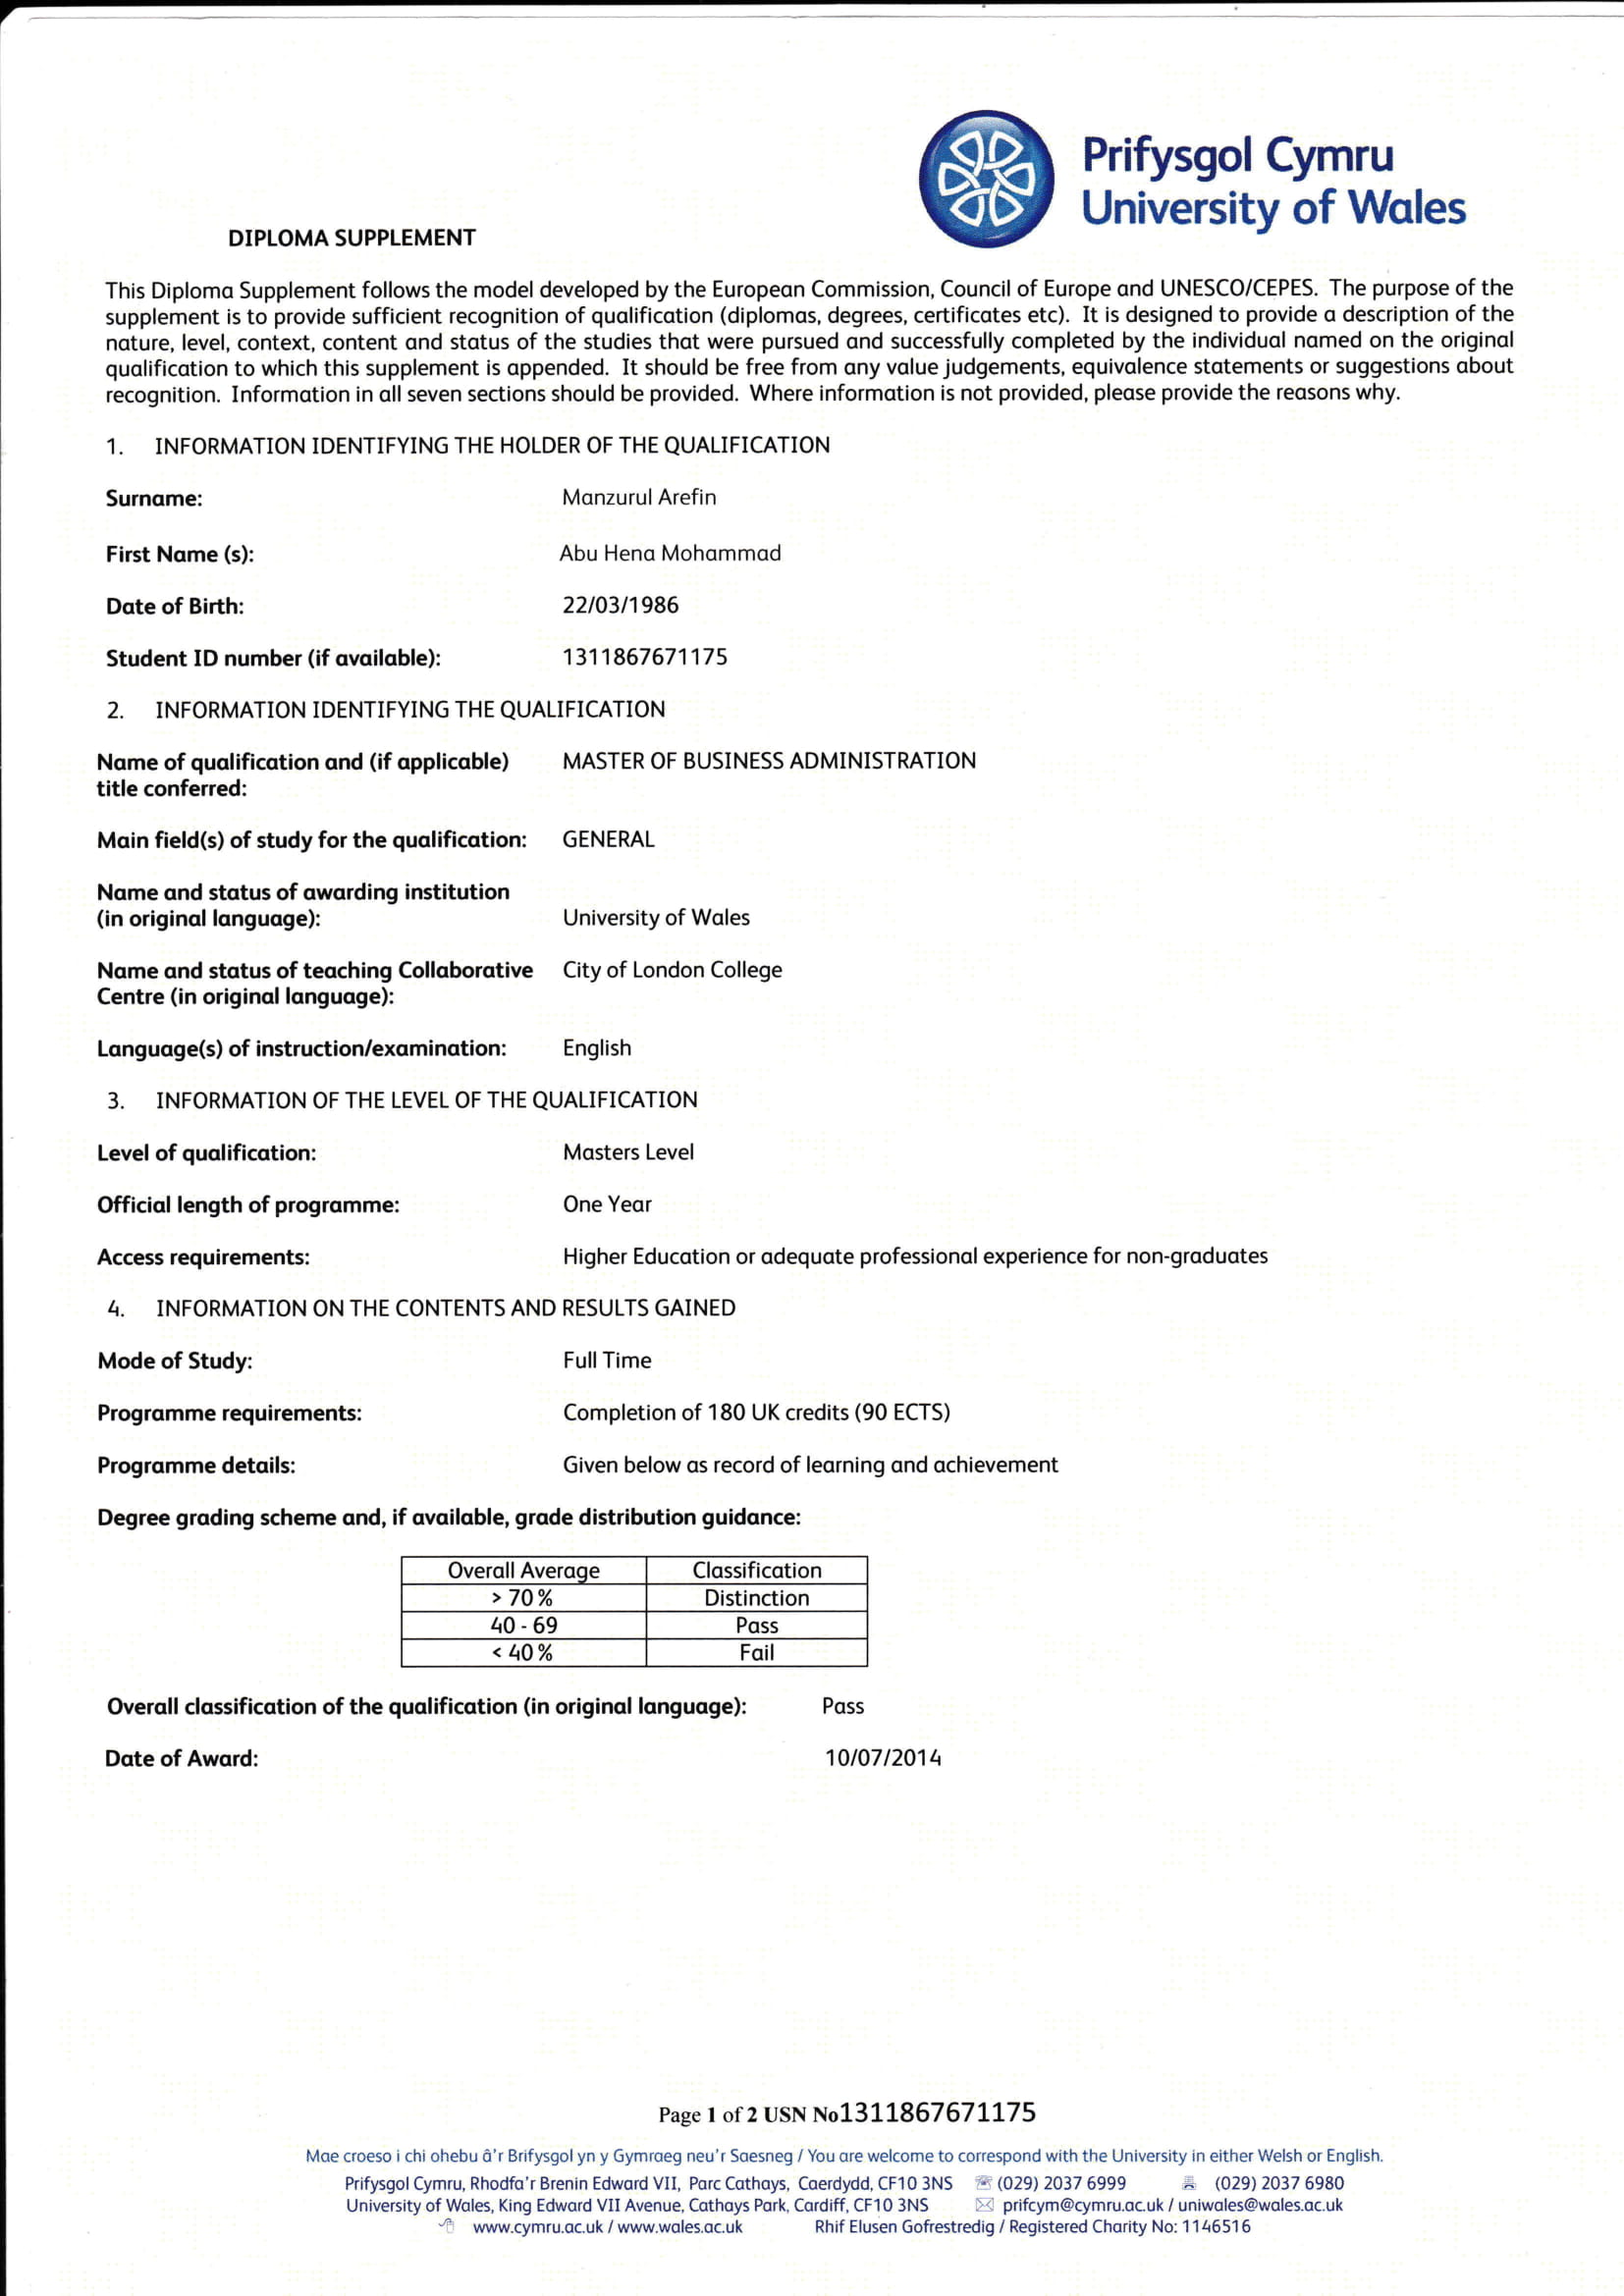 Prifysgol Cymru
University of Wales
DIPLOMA SUPPLEMENT
This Diploma Supplement follows the model developed by the European Commission, Council of Europe and UNESCO/CEPES. The purpose of the
supplement is to provide sufficient recognition of qualification (diplomas, degrees, certificates etc). It is designed to provide a description of the
nature, level, context, content and status of the studies that were pursued and successfully completed by the individual named on the original
qualification to which this supplement is appended. It should be free from any value judgements, equivalence statements or suggestions about
recognition. Information in all seven sections should be provided. Where information is not provided, please provide the reasons why.
1. INFORMATION IDENTIFYING THE HOLDER OF THE QUALIFICATION
Surname: Manzurul Arefin
First Name (s): Abu Hena Mohammad
Date of Birth: 22/03/1986
Student ID number (if available): 1311867671175
2. INFORMATION IDENTIFYING THE QUALIFICATION
Name of qualification and (if applicable) MASTER OF BUSINESS ADMINISTRATION
title conferred:
Main field(s) of study for the qualification: GENERAL
Name and status of awarding institution
(in original language): University of Wales
Name and status of teaching Collaborative City of London College
Centre (in original language):
Language(s) of instruction/examination: English
3. INFORMATION OF THE LEVEL OF THE QUALIFICATION
Level of qualification: Masters Level
Official length of programme: One Year
Access requirements: Higher Education or adequate professional experience for non-graduates
4. INFORMATION ON THE CONTENTS AND RESULTS GAINED
Mode of Study: Full Time
Programme requirements: Completion of 180 UK credits (90 ECTS)
Programme details: Given below as record of learning and achievement
Degree grading scheme and, if available, grade distribution guidance:
Overall Average Classification
> 70% Distinction
40 - 69 Pass
< 40% Fail
Overall classification of the qualification (in original language): Pass
Date of Award: 10/07/2014
Page 1 of 2 USN No1311867671175
Mae croeso i chi ohebu â'r Brifysgol yn y Gymraeg neu'r Saesneg / You are welcome to correspond with the University in either Welsh or English.
Prifysgol Cymru, Rhodfa'r Brenin Edward VII, Parc Cathays, Caerdydd, CF10 3NS (029) 2037 6999 (029) 2037 6980
University of Wales, King Edward VII Avenue, Cathays Park, Cardiff, CF10 3NS prifcym@cymru.ac.uk / uniwales@wales.ac.uk
www.cymru.ac.uk / www.wales.ac.uk Rhif Elusen Gofrestredig / Registered Charity No: 1146516